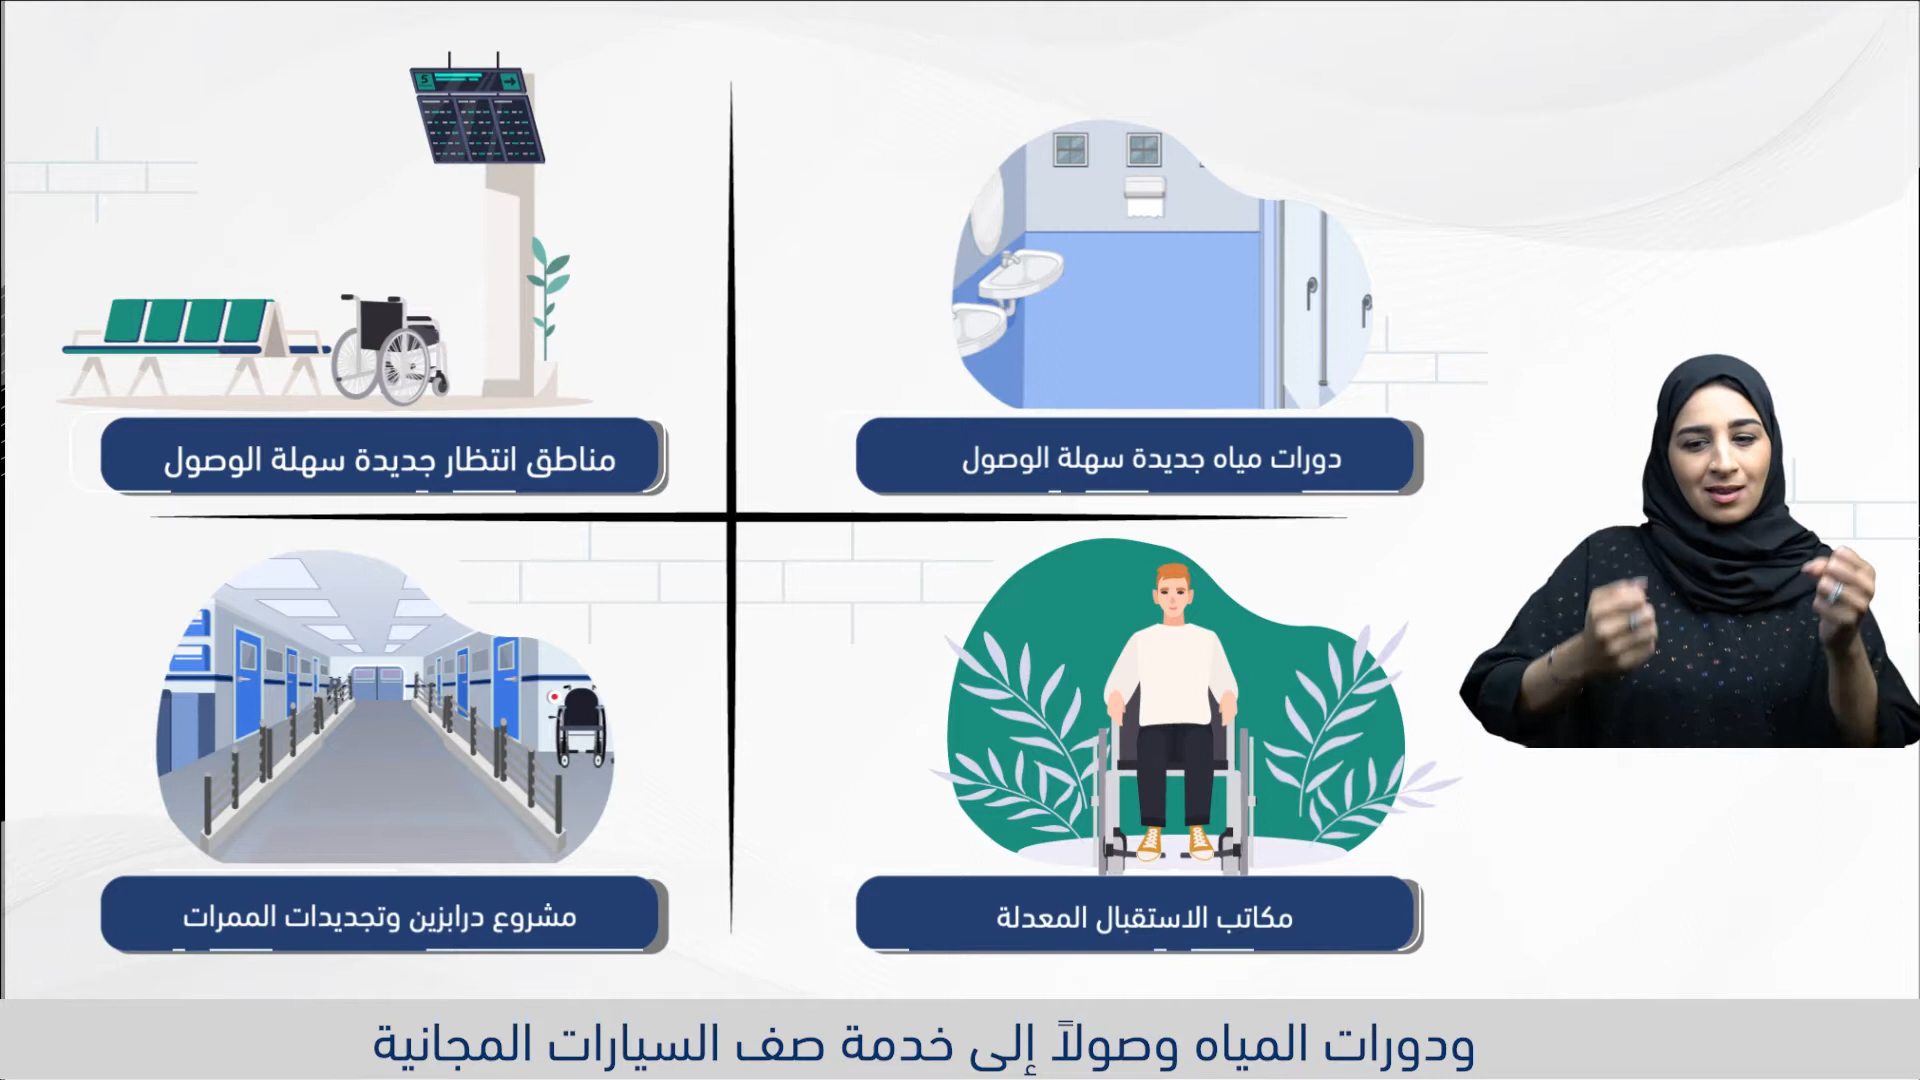 دورات مياه جديدة سهلة الوصول
مناطق انتظار جديدة سهلة الوصول
مكاتب الاستقبال المعدلة
مشروع درابزين وتجديدات الممرات
ودورات المياه وصولاً إلى خدمة صف السيارات المجانية